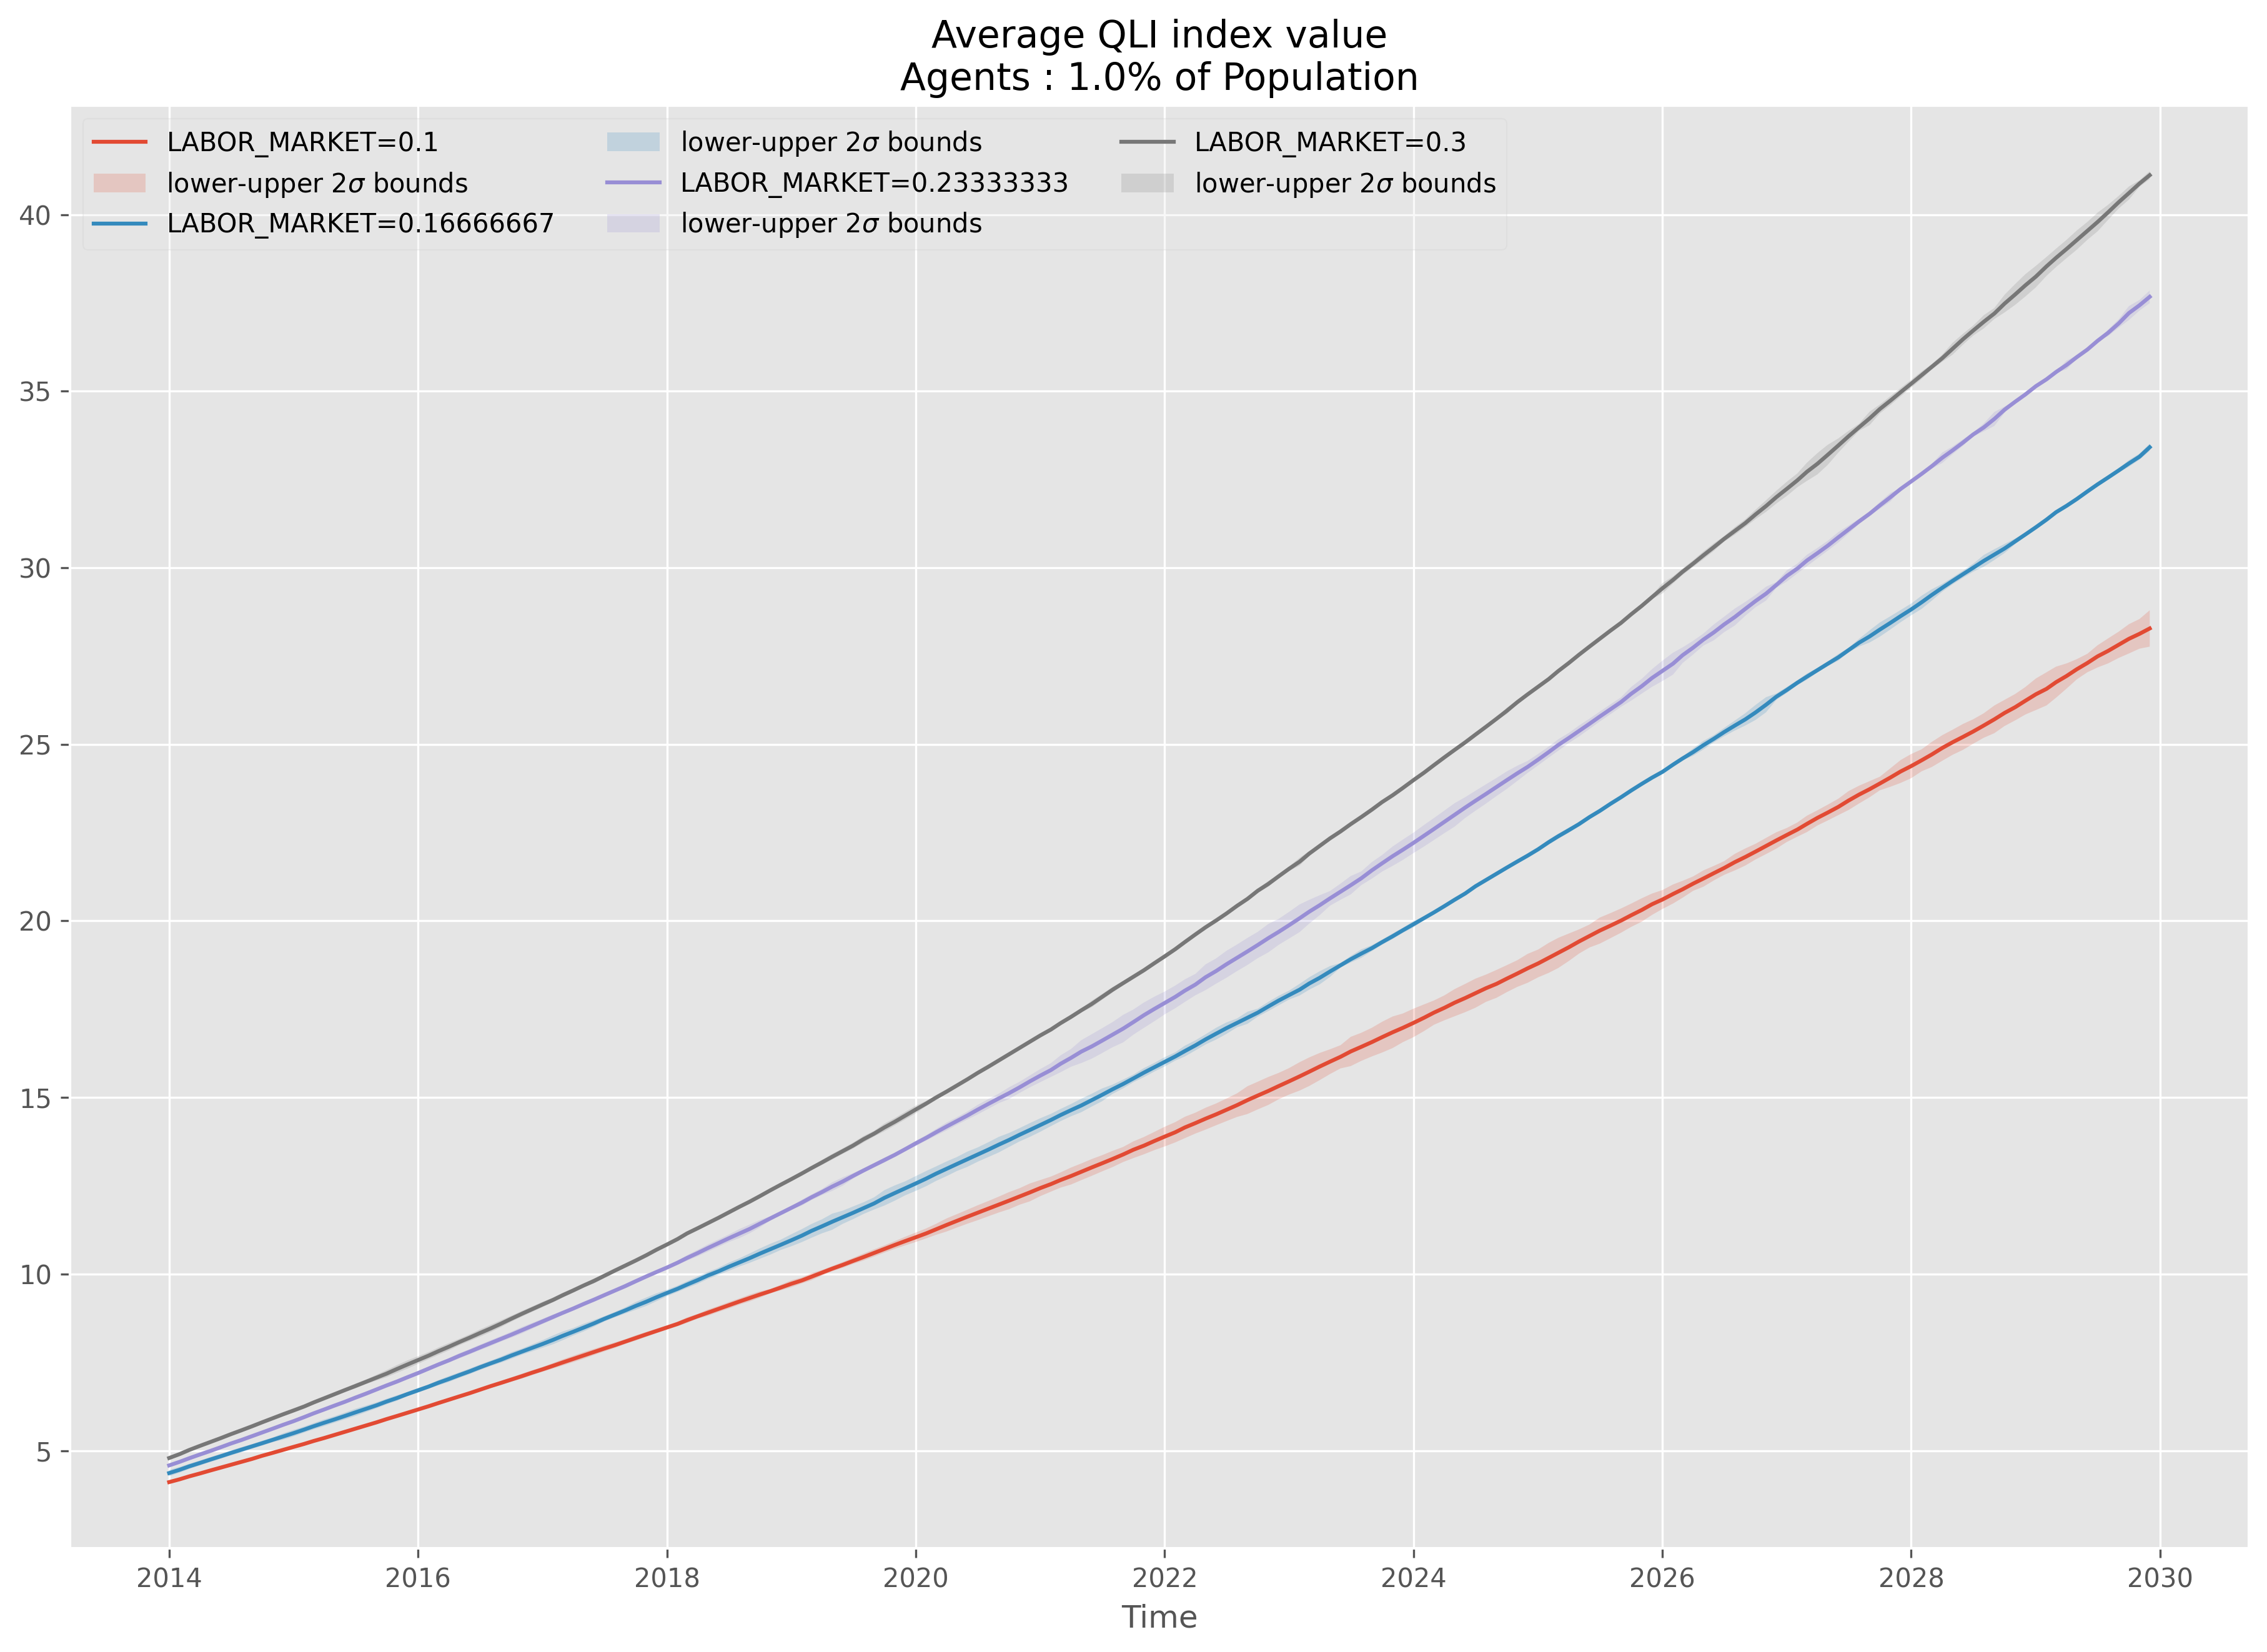 Average QLI index value
Agents : 1.0% of Population
LABOR_MARKET=0.1
lower-upper 2σ bounds
LABOR_MARKET=0.16666667
lower-upper 2σ bounds
LABOR_MARKET=0.23333333
lower-upper 2σ bounds
LABOR_MARKET=0.3
lower-upper 2σ bounds
40
35
30
25
20
15
10
5
2014 2016 2018 2020 2022 2024 2026 2028 2030
Time